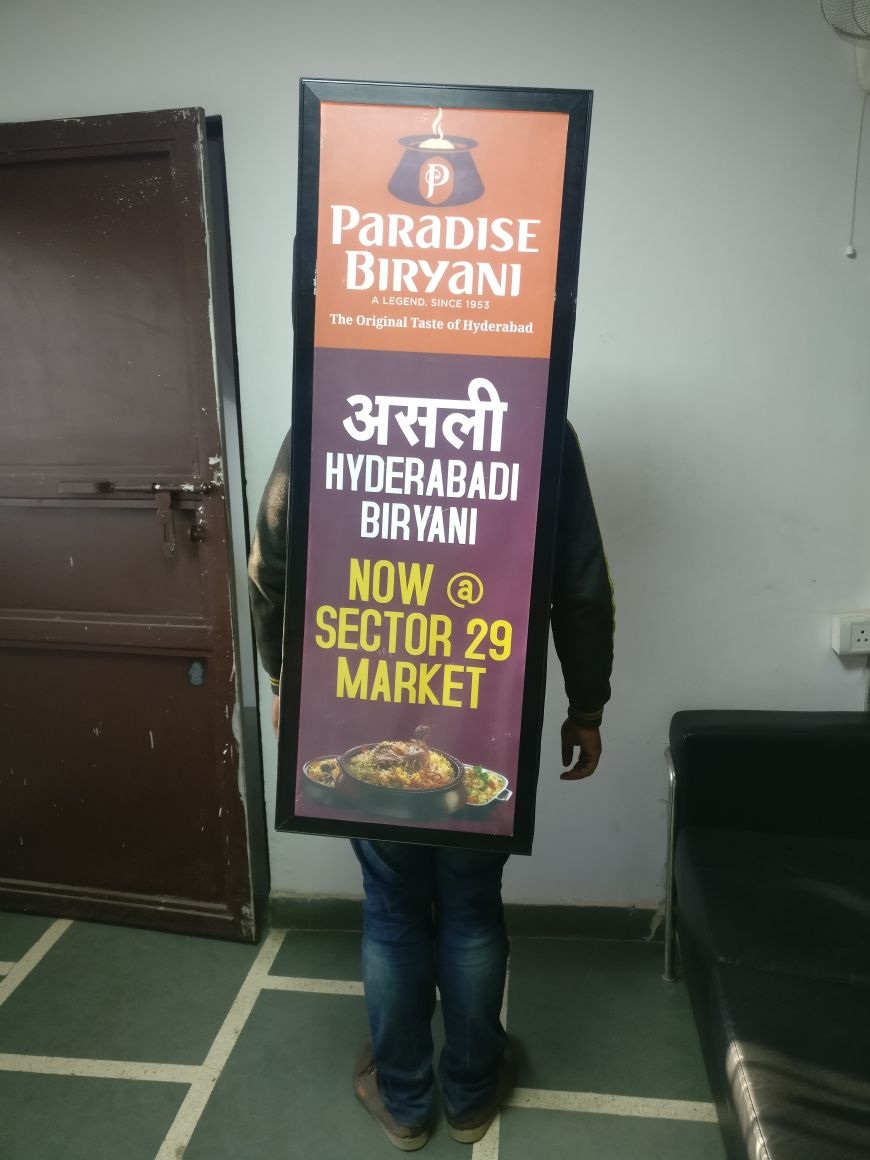 P
PARADISE
BIRYANI
A LEGEND. SINCE 1953
The Original Taste of Hyderabad
असली
HYDERABADI
BIRYANI
NOW @
SECTOR 29
MARKET